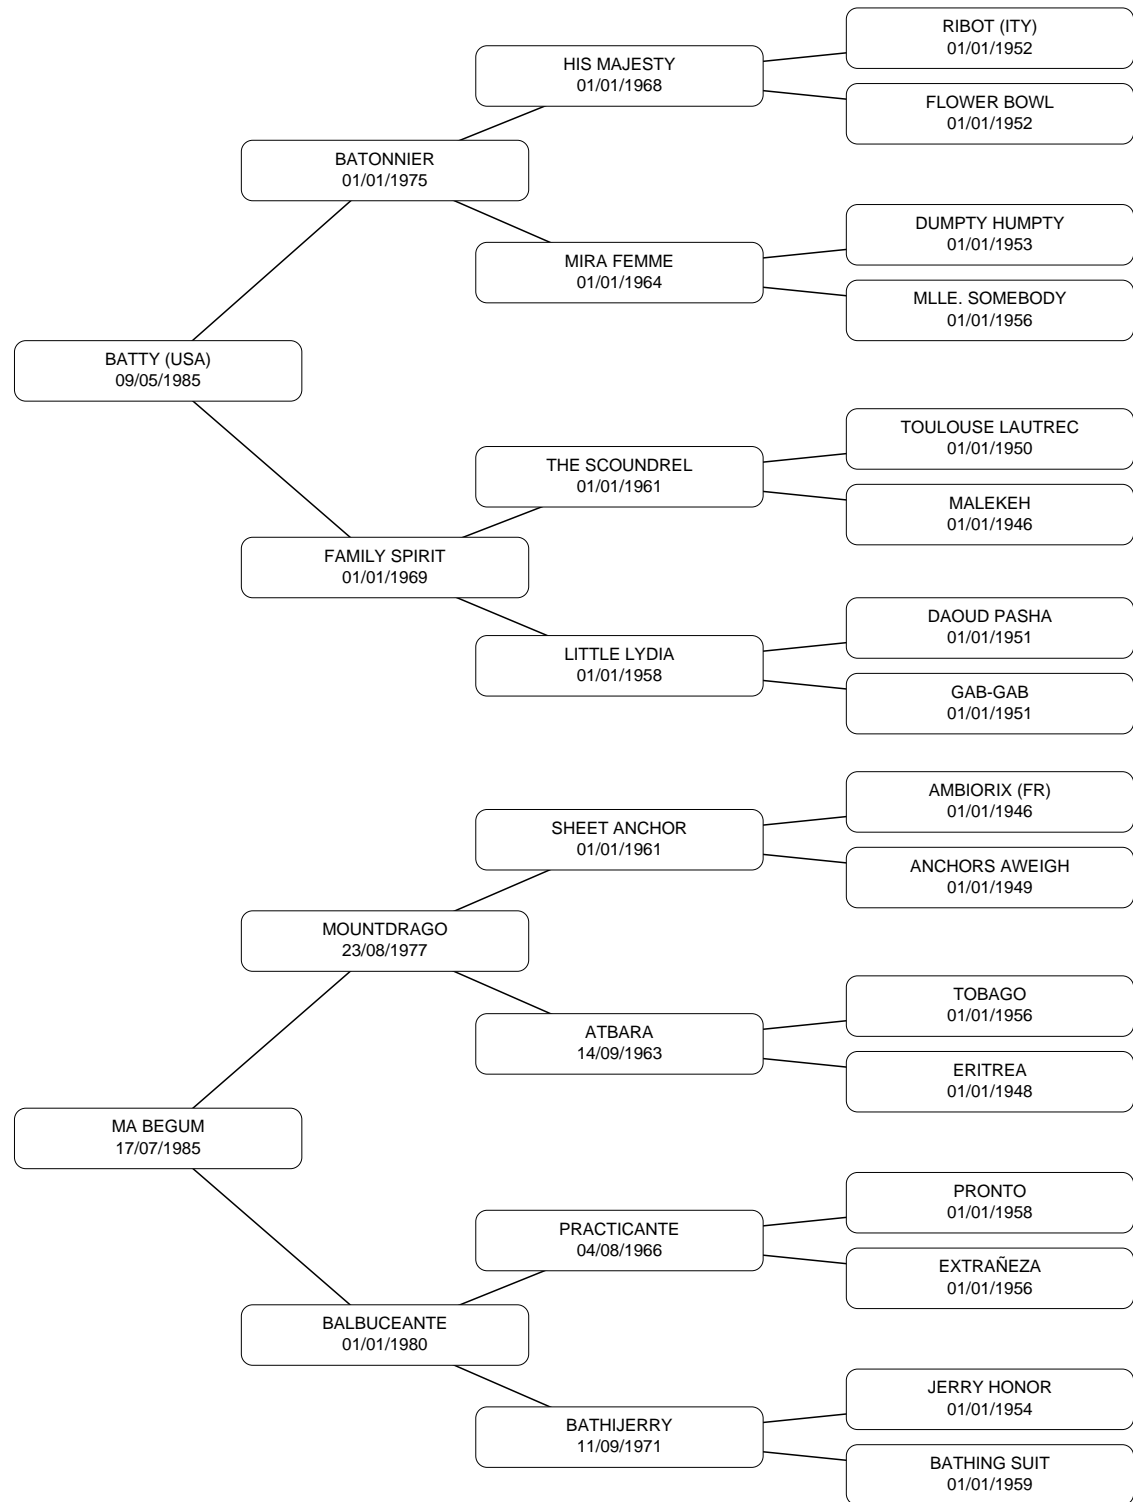 RIBOT (ITY)
01/01/1952
HIS MAJESTY
01/01/1968
FLOWER BOWL
01/01/1952
BATONNIER
01/01/1975
DUMPTY HUMPTY
01/01/1953
MIRA FEMME
01/01/1964
MLLE. SOMEBODY
01/01/1956
BATTY (USA)
09/05/1985
TOULOUSE LAUTREC
01/01/1950
THE SCOUNDREL
01/01/1961
MALEKEH
01/01/1946
FAMILY SPIRIT
01/01/1969
DAOUD PASHA
01/01/1951
LITTLE LYDIA
01/01/1958
GAB-GAB
01/01/1951
AMBIORIX (FR)
01/01/1946
SHEET ANCHOR
01/01/1961
ANCHORS AWEIGH
01/01/1949
MOUNTDRAGO
23/08/1977
TOBAGO
01/01/1956
ATBARA
14/09/1963
ERITREA
01/01/1948
MA BEGUM
17/07/1985
PRONTO
01/01/1958
PRACTICANTE
04/08/1966
EXTRAÑEZA
01/01/1956
BALBUCEANTE
01/01/1980
JERRY HONOR
01/01/1954
BATHIJERRY
11/09/1971
BATHING SUIT
01/01/1959